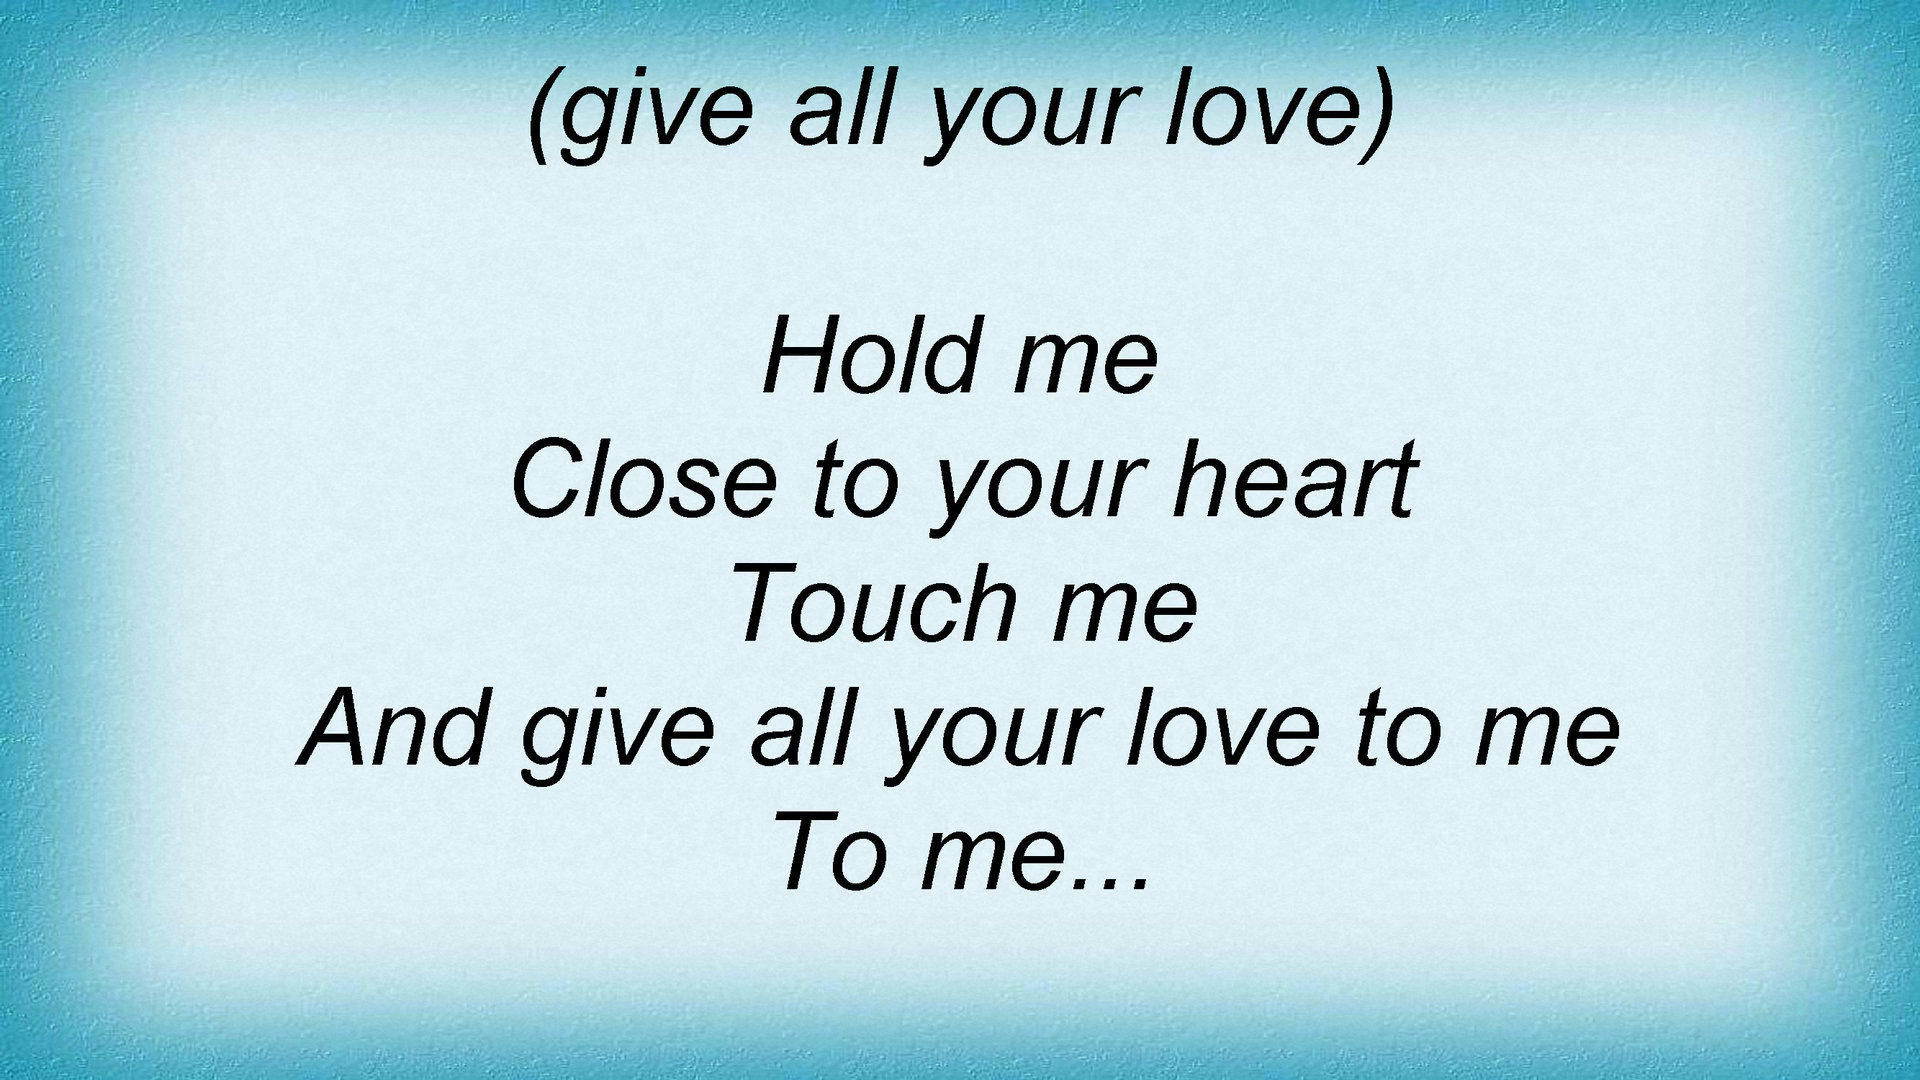 (give all your love)
Hold me
Close to your heart
Touch me
And give all your love to me
To me...